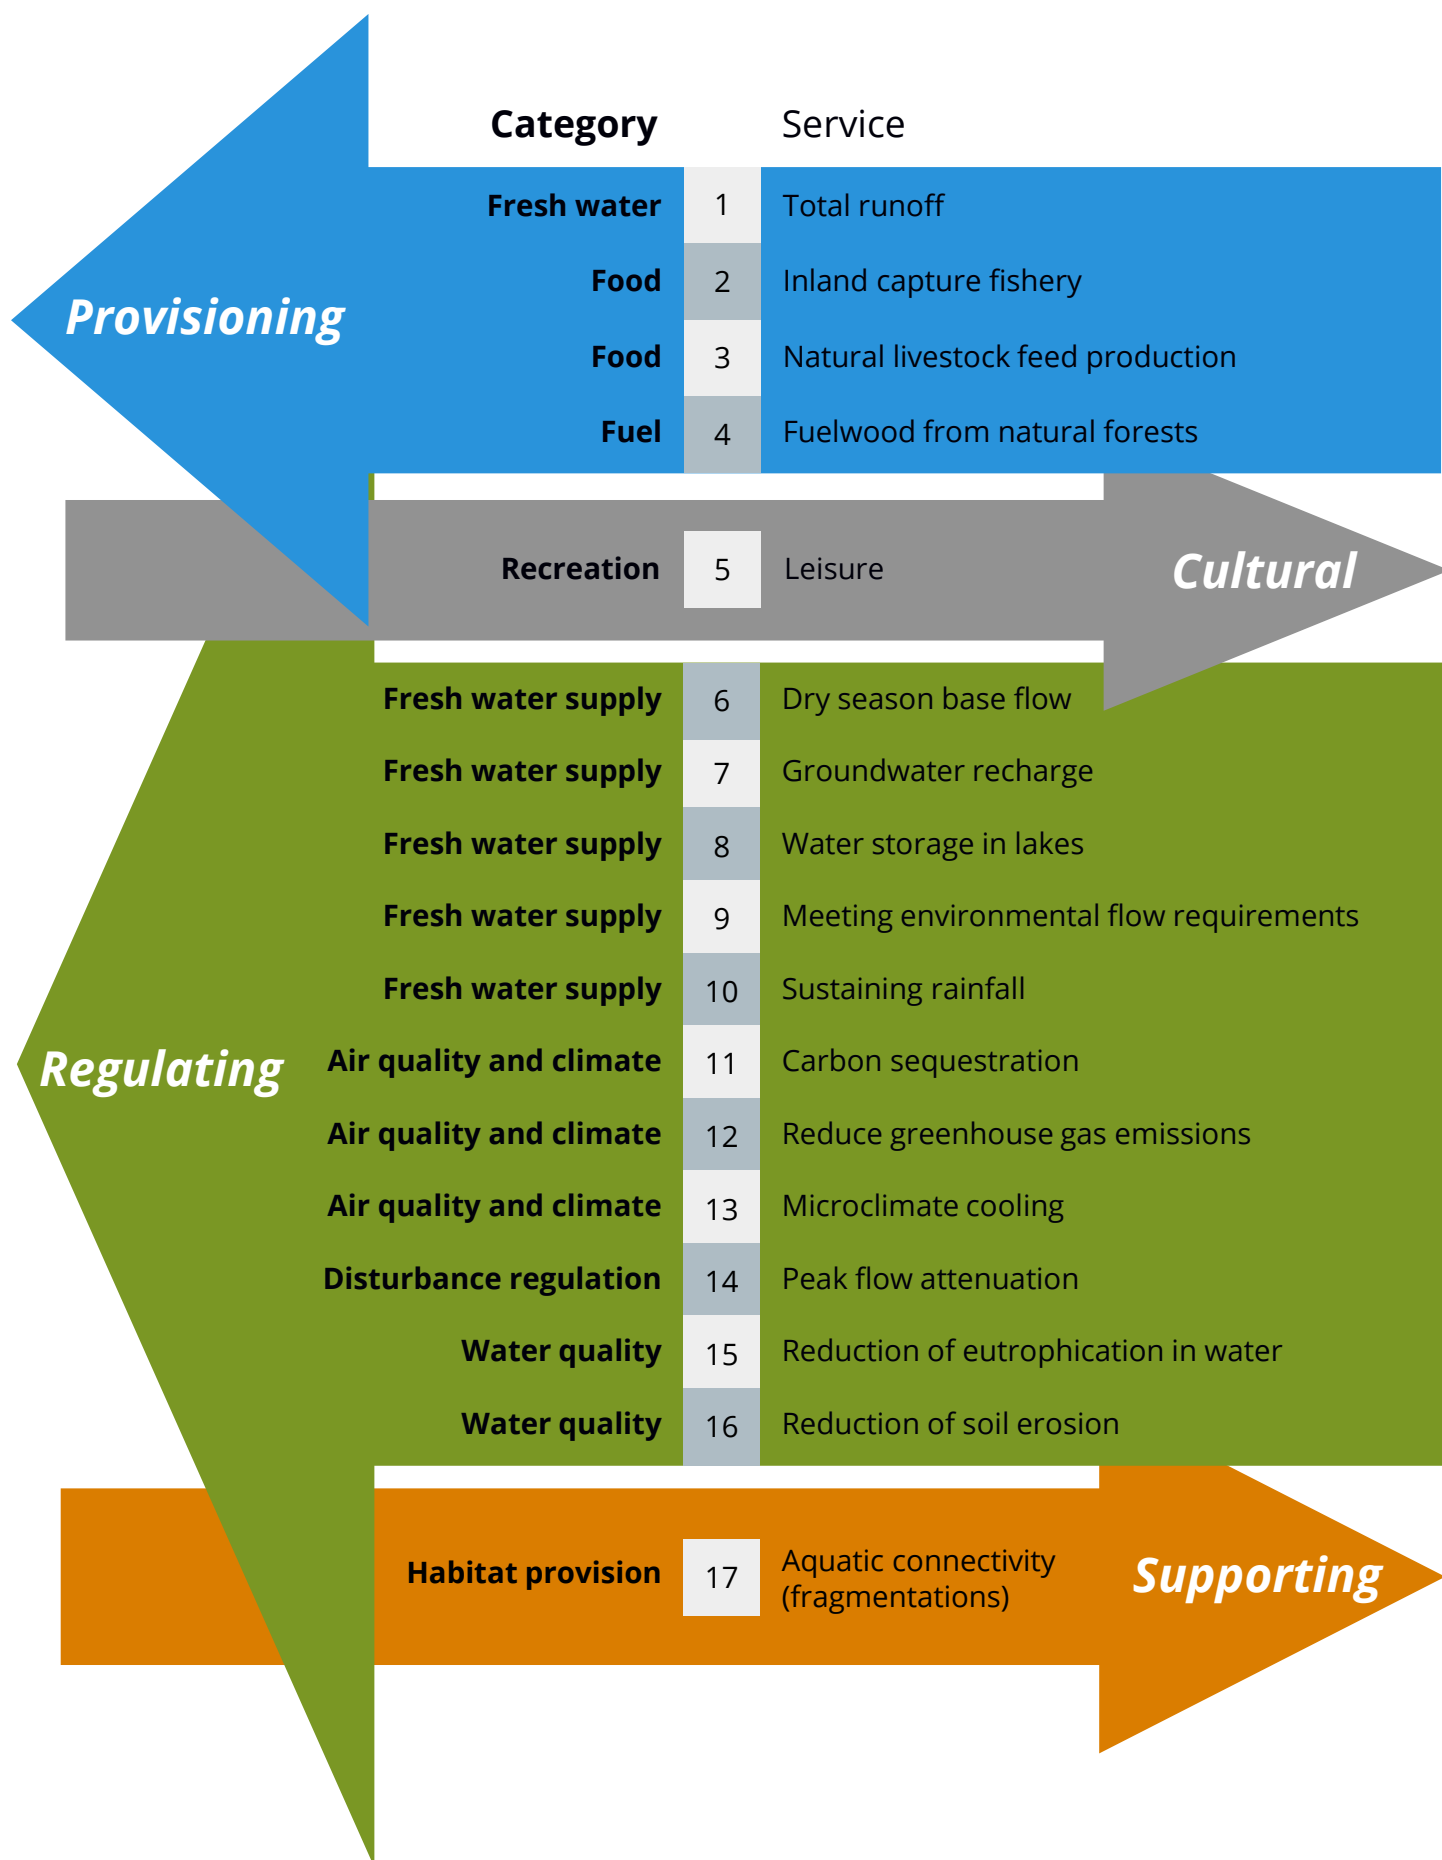 Category Service
Fresh water 1 Total runoff
Food 2 Inland capture fishery
Provisioning
Food 3 Natural livestock feed production
Fuel 4 Fuelwood from natural forests
Recreation 5 Leisure
Cultural
Fresh water supply 6 Dry season base flow
Fresh water supply 7 Groundwater recharge
Fresh water supply 8 Water storage in lakes
Fresh water supply 9 Meeting environmental flow requirements
Fresh water supply 10 Sustaining rainfall
Regulating
Air quality and climate 11 Carbon sequestration
Air quality and climate 12 Reduce greenhouse gas emissions
Air quality and climate 13 Microclimate cooling
Disturbance regulation 14 Peak flow attenuation
Water quality 15 Reduction of eutrophication in water
Water quality 16 Reduction of soil erosion
Habitat provision 17 Aquatic connectivity
(fragmentations)
Supporting